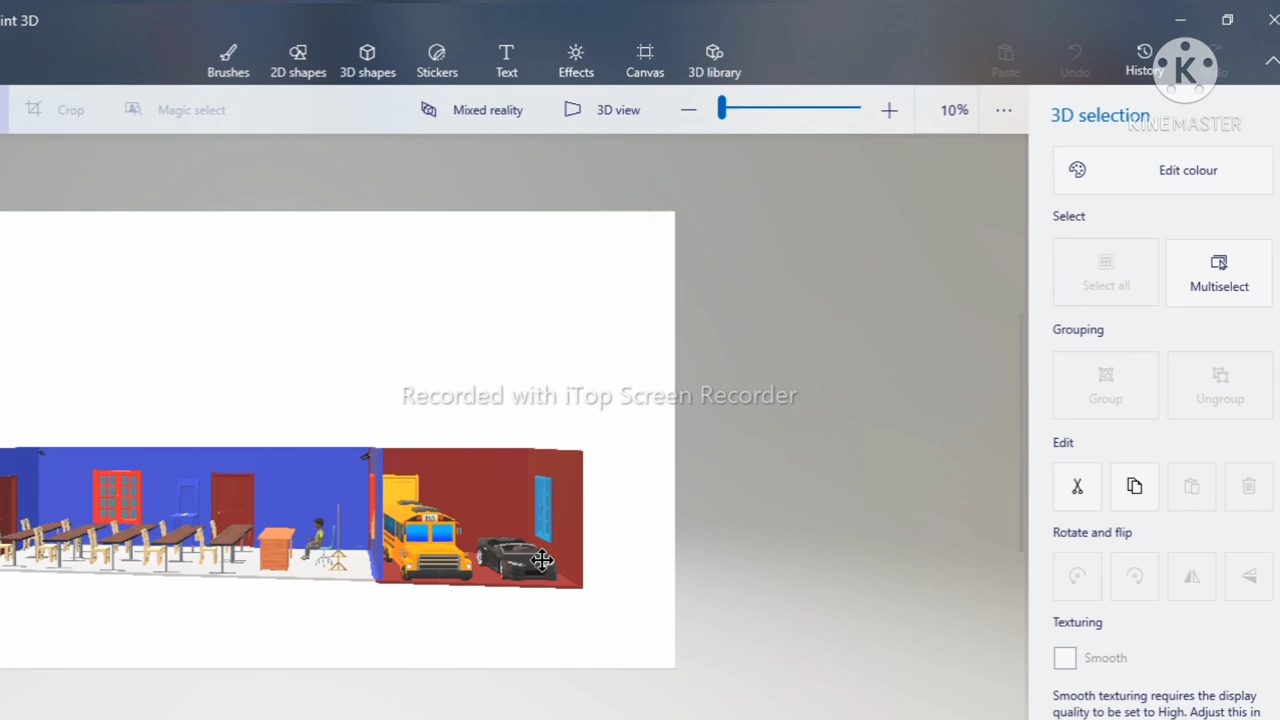 int 3D
Brushes
2D shapes
3D shapes
Stickers
Text
Effects
Canvas
3D library
Paste
Undo
History
K
KINEMASTER
Crop
Magic select
Mixed reality
3D view
10%
3D selection
Edit colour
Select
Select all
Multiselect
Grouping
Group
Ungroup
Recorded with iTop Screen Recorder
Edit
Rotate and flip
Texturing
Smooth
Smooth texturing requires the display
quality to be set to High. Adjust this in